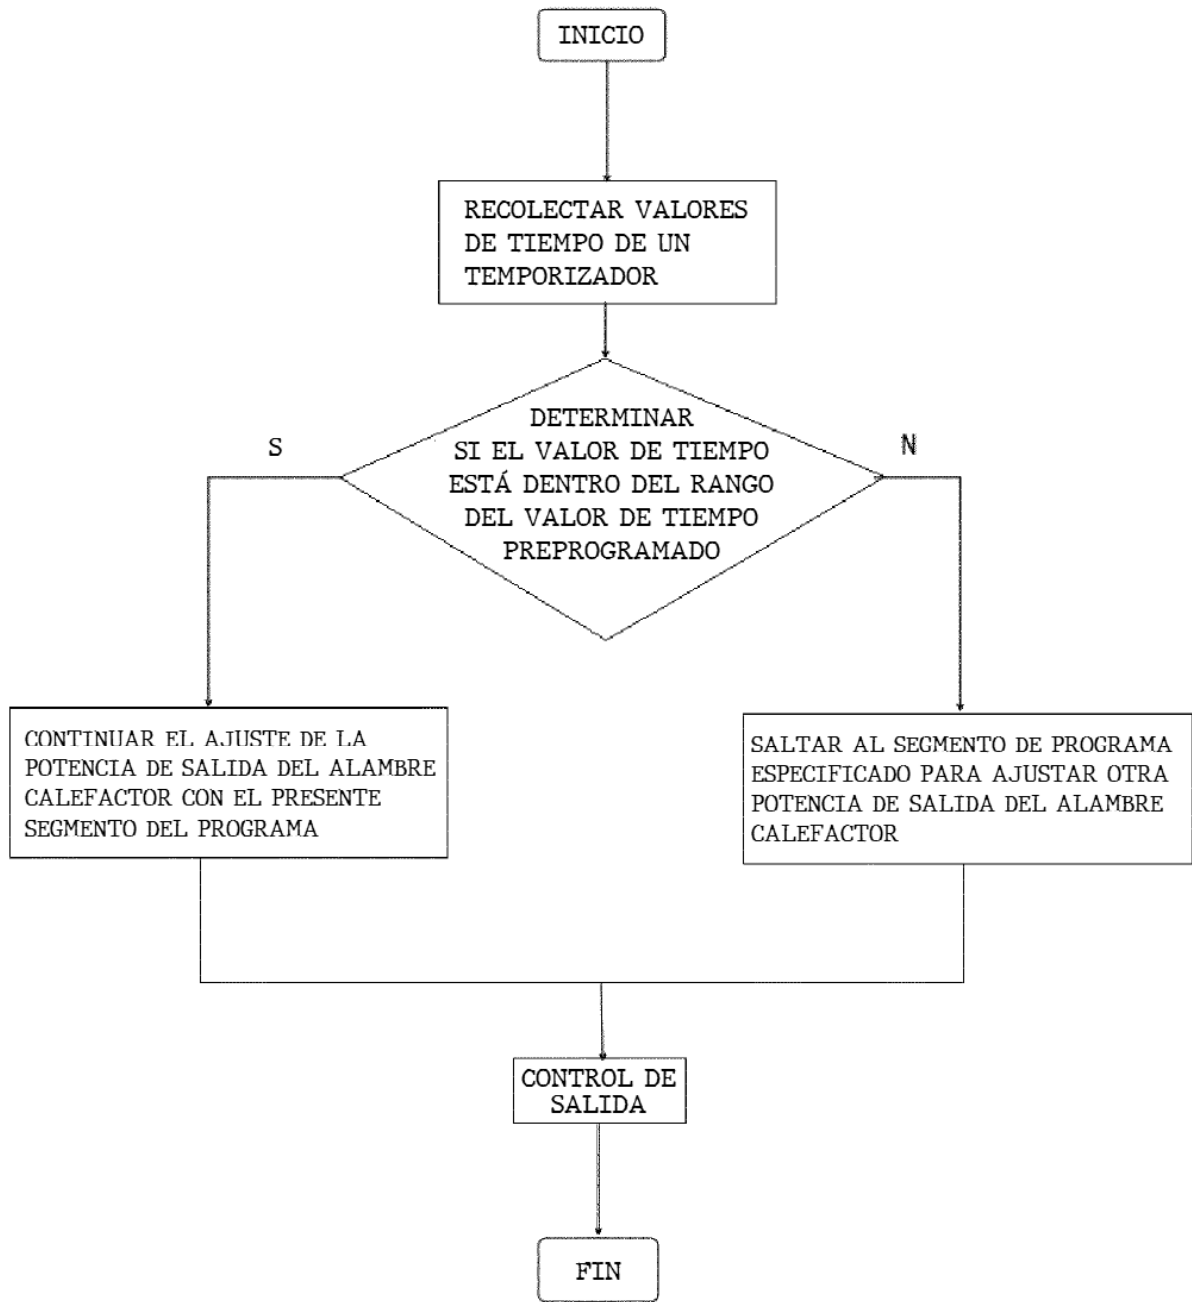 INICIO
RECOLECTAR VALORES
DE TIEMPO DE UN
TEMPORIZADOR
DETERMINAR
SI EL VALOR DE TIEMPO
ESTÁ DENTRO DEL RANGO
DEL VALOR DE TIEMPO
PREPROGRAMADO
S
N
CONTINUAR EL AJUSTE DE LA
POTENCIA DE SALIDA DEL ALAMBRE
CALEFACTOR CON EL PRESENTE
SEGMENTO DEL PROGRAMA
SALTAR AL SEGMENTO DE PROGRAMA
ESPECIFICADO PARA AJUSTAR OTRA
POTENCIA DE SALIDA DEL ALAMBRE
CALEFACTOR
CONTROL DE
SALIDA
FIN